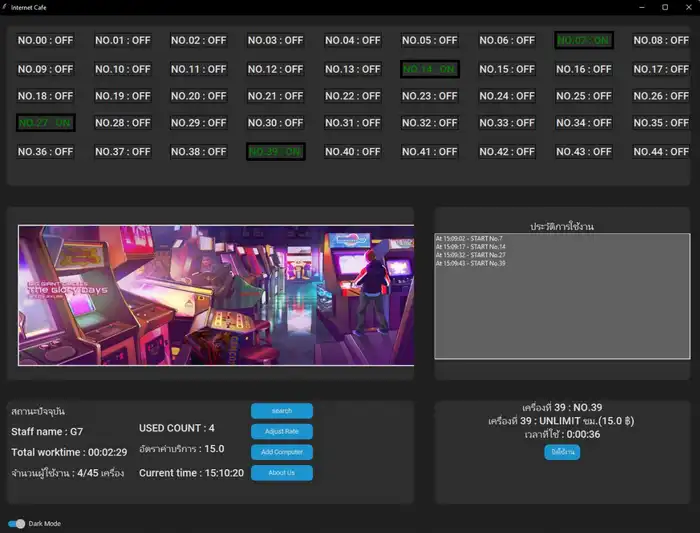 Internet Cafe
NO.00 : OFF NO.01 : OFF NO.02 : OFF NO.03 : OFF NO.04 : OFF NO.05 : OFF NO.06 : OFF NO.07 : ON NO.08 : OFF
NO.09 : OFF NO.10 : OFF NO.11 : OFF NO.12 : OFF NO.13 : OFF NO.14 : ON NO.15 : OFF NO.16 : OFF NO.17 : OFF
NO.18 : OFF NO.19 : OFF NO.20 : OFF NO.21 : OFF NO.22 : OFF NO.23 : OFF NO.24 : OFF NO.25 : OFF NO.26 : OFF
NO.27 : ON NO.28 : OFF NO.29 : OFF NO.30 : OFF NO.31 : OFF NO.32 : OFF NO.33 : OFF NO.34 : OFF NO.35 : OFF
NO.36 : OFF NO.37 : OFF NO.38 : OFF NO.39 : ON NO.40 : OFF NO.41 : OFF NO.42 : OFF NO.43 : OFF NO.44 : OFF
The Glory Days
ประวัติการใช้งาน
At 15:09:02 - START No.7
At 15:09:17 - START No.14
At 15:09:32 - START No.27
At 15:09:43 - START No.39
สถานะปัจจุบัน
Staff name : G7
Total worktime : 00:02:29
จำนวนผู้ใช้งาน : 4/45 เครื่อง
USED COUNT : 4
อัตราค่าบริการ : 15.0
Current time : 15:10:20
search
Adjust Rate
Add Computer
About Us
เครื่องที่ 39 : NO.39
เครื่องที่ 39 : UNLIMIT ชม.(15.0 ฿)
เวลาที่ใช้ : 0:00:36
ปิดใช้งาน
Dark Mode